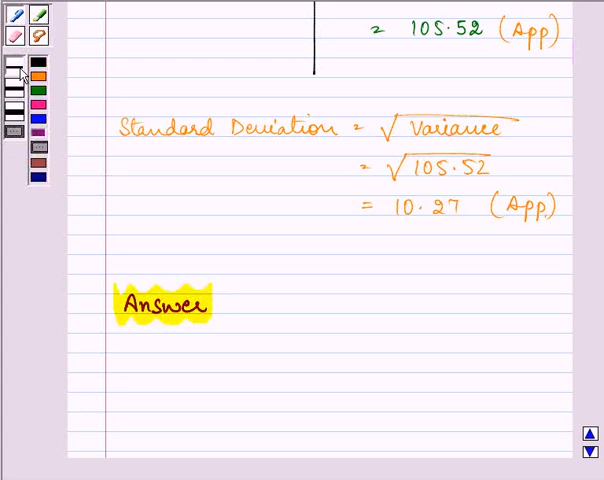 = 105.52 (App)
Standard Deviation = √Variance
= √105.52
= 10.27 (App.)
Answer